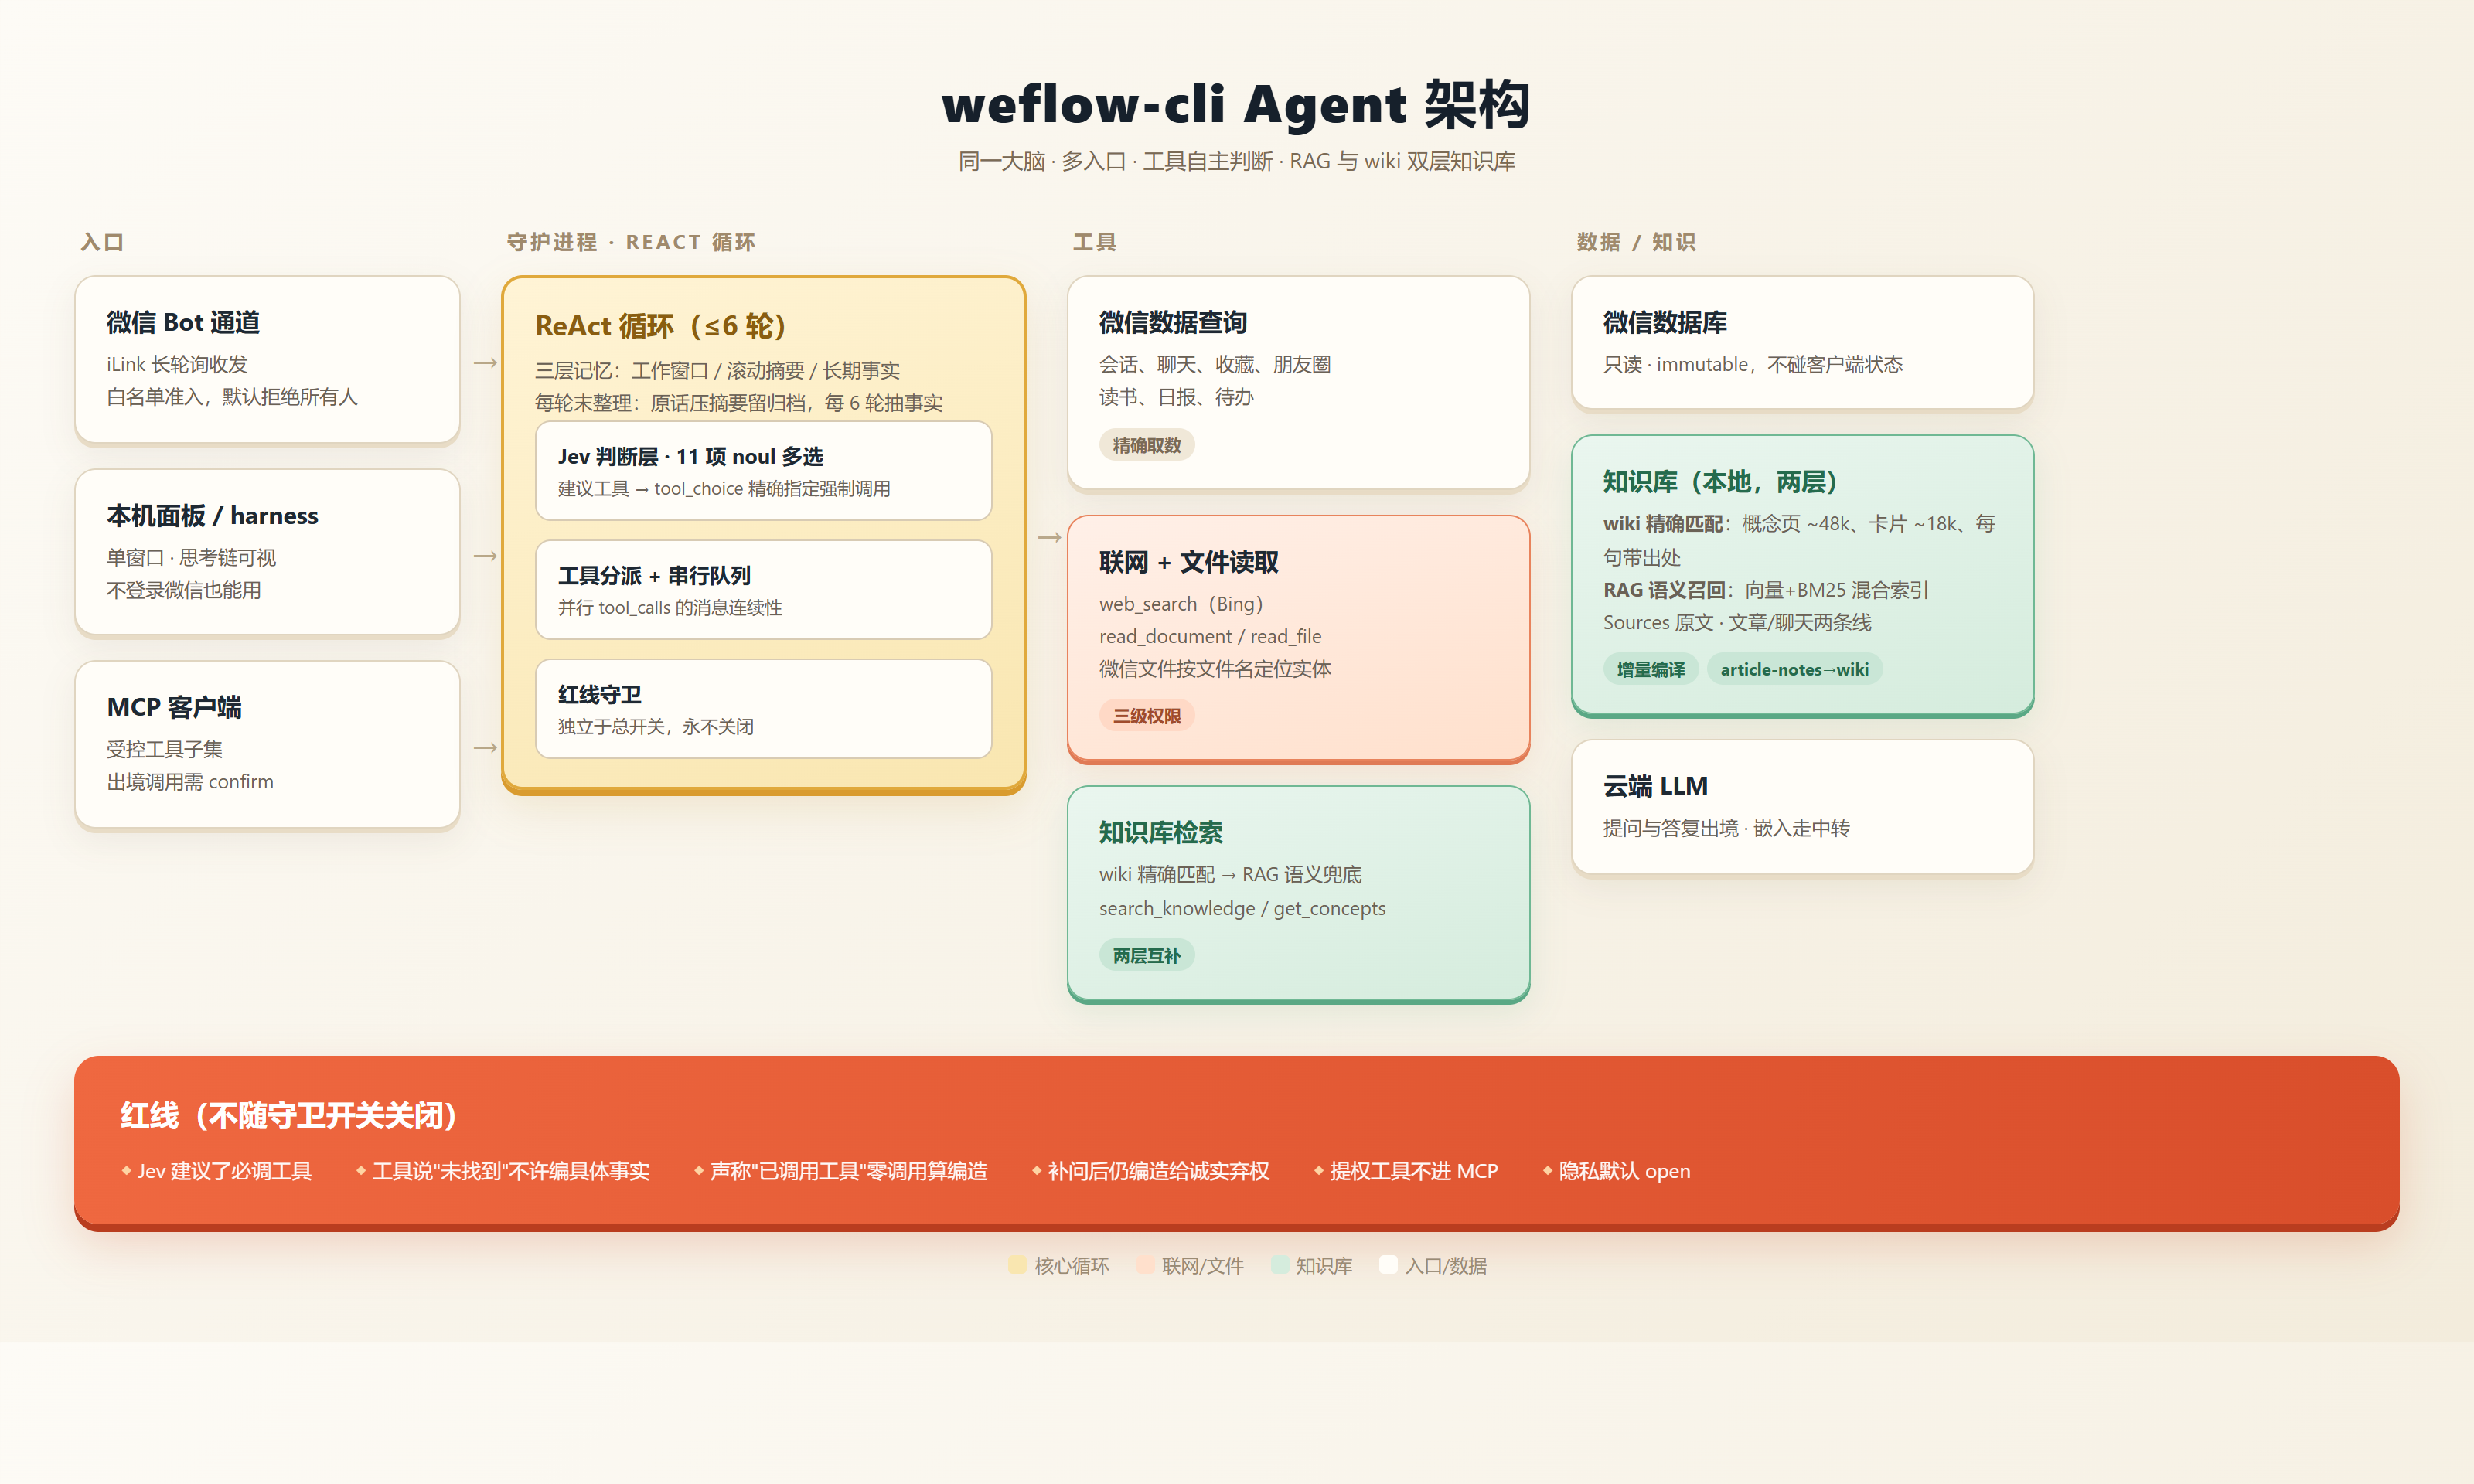 weflow-cli Agent 架构
同一大脑 · 多入口 · 工具自主判断 · RAG 与 wiki 双层知识库
入口
微信 Bot 通道
iLink 长轮询收发
白名单准入，默认拒绝所有人
→
本机面板 / harness
单窗口 · 思考链可视
不登录微信也能用
→
MCP 客户端
受控工具子集
出境调用需 confirm
→
守护进程 · REACT 循环
ReAct 循环（≤6 轮）
三层记忆：工作窗口 / 滚动摘要 / 长期事实
每轮末整理：原话压摘要留归档，每 6 轮抽事实
Jev 判断层 · 11 项 noul 多选
建议工具 → tool_choice 精确指定强制调用
工具分派 + 串行队列
并行 tool_calls 的消息连续性
红线守卫
独立于总开关，永不关闭
→
工具
微信数据查询
会话、聊天、收藏、朋友圈
读书、日报、待办
精确取数
联网 + 文件读取
web_search（Bing）
read_document / read_file
微信文件按文件名定位实体
三级权限
知识库检索
wiki 精确匹配 → RAG 语义兜底
search_knowledge / get_concepts
两层互补
数据 / 知识
微信数据库
只读 · immutable，不碰客户端状态
知识库（本地，两层）
wiki 精确匹配：概念页 ~48k、卡片 ~18k、每
句带出处
RAG 语义召回：向量+BM25 混合索引
Sources 原文 · 文章/聊天两条线
增量编译 article-notes→wiki
云端 LLM
提问与答复出境 · 嵌入走中转
红线（不随守卫开关关闭）
◆ Jev 建议了必调工具 ◆ 工具说"未找到"不许编具体事实 ◆ 声称"已调用工具"零调用算编造 ◆ 补问后仍编造给诚实弃权 ◆ 提权工具不进 MCP ◆ 隐私默认 open
核心循环 联网/文件 知识库 入口/数据